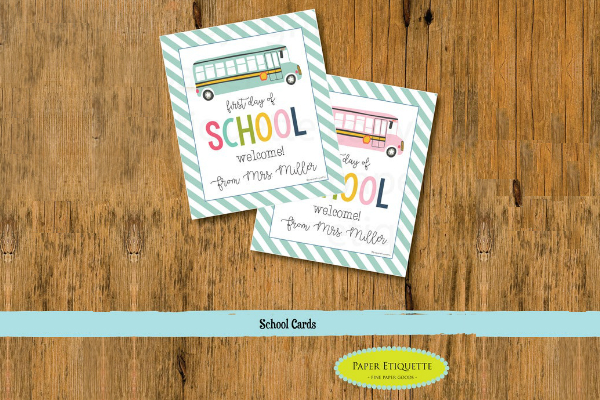 first day of
SCHOOL
welcome!
from Mrs Miller
day of
OOL
welcome!
from Mrs Miller
School Cards
PAPER ETIQUETTE
- FINE PAPER GOODS -